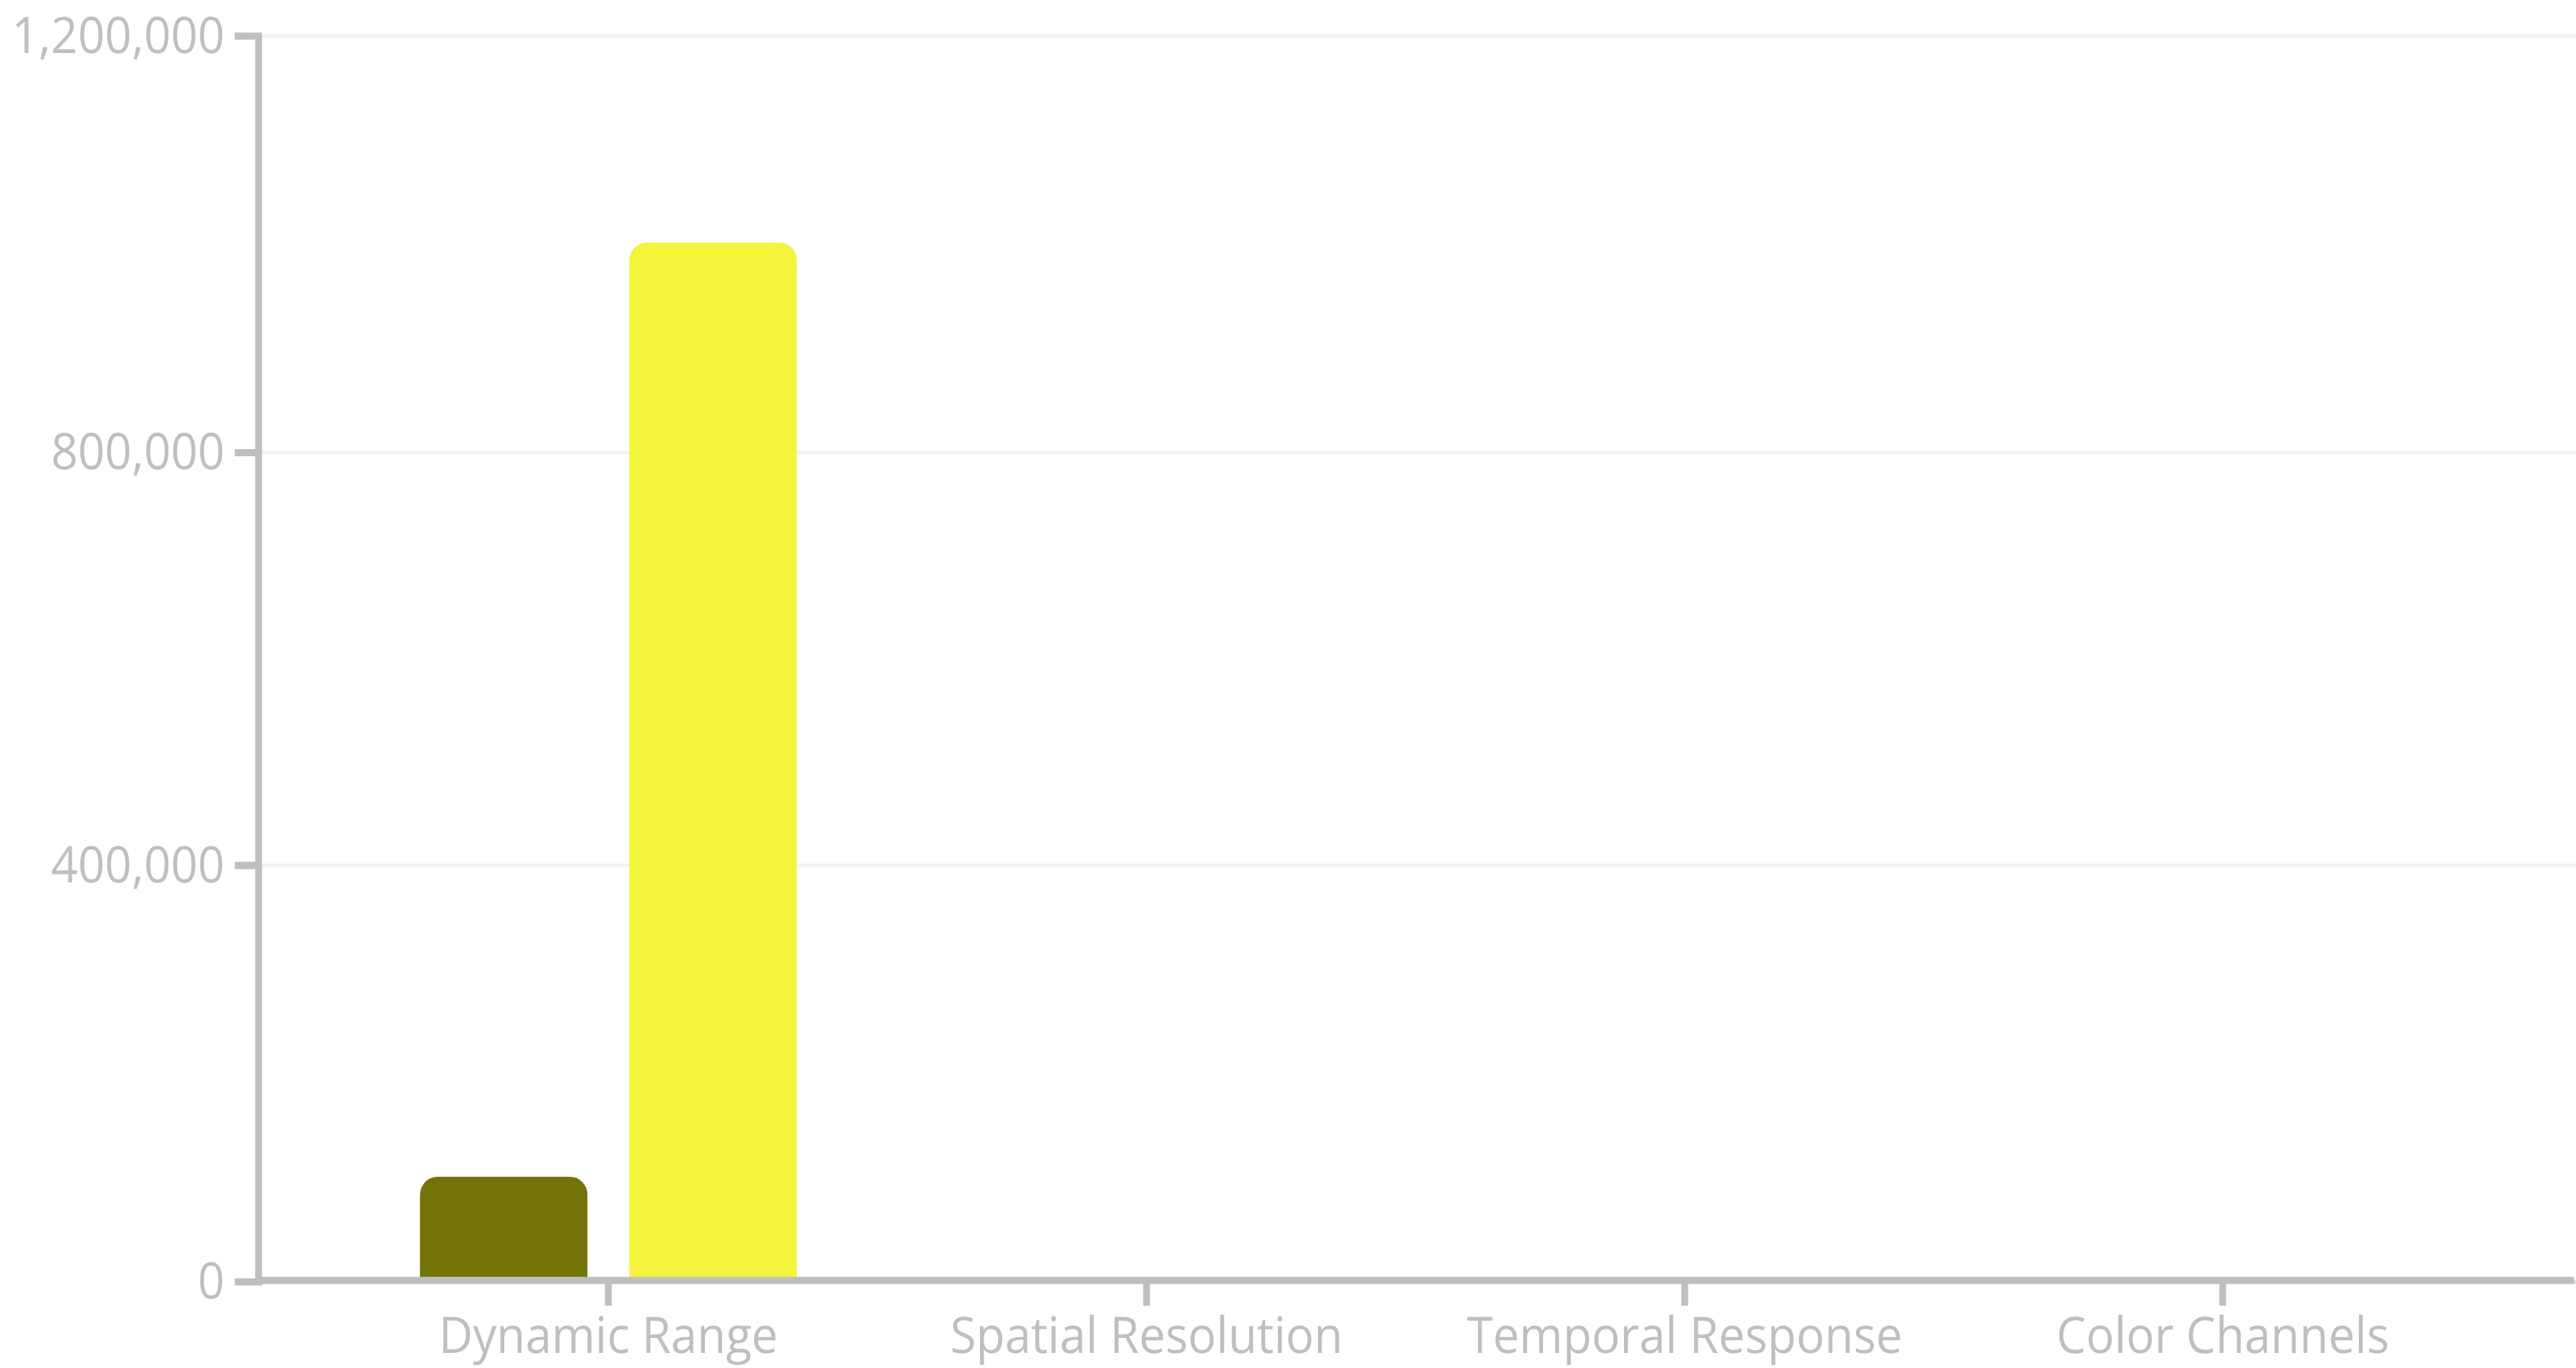 1,200,000
800,000
400,000
0
Dynamic Range Spatial Resolution Temporal Response Color Channels